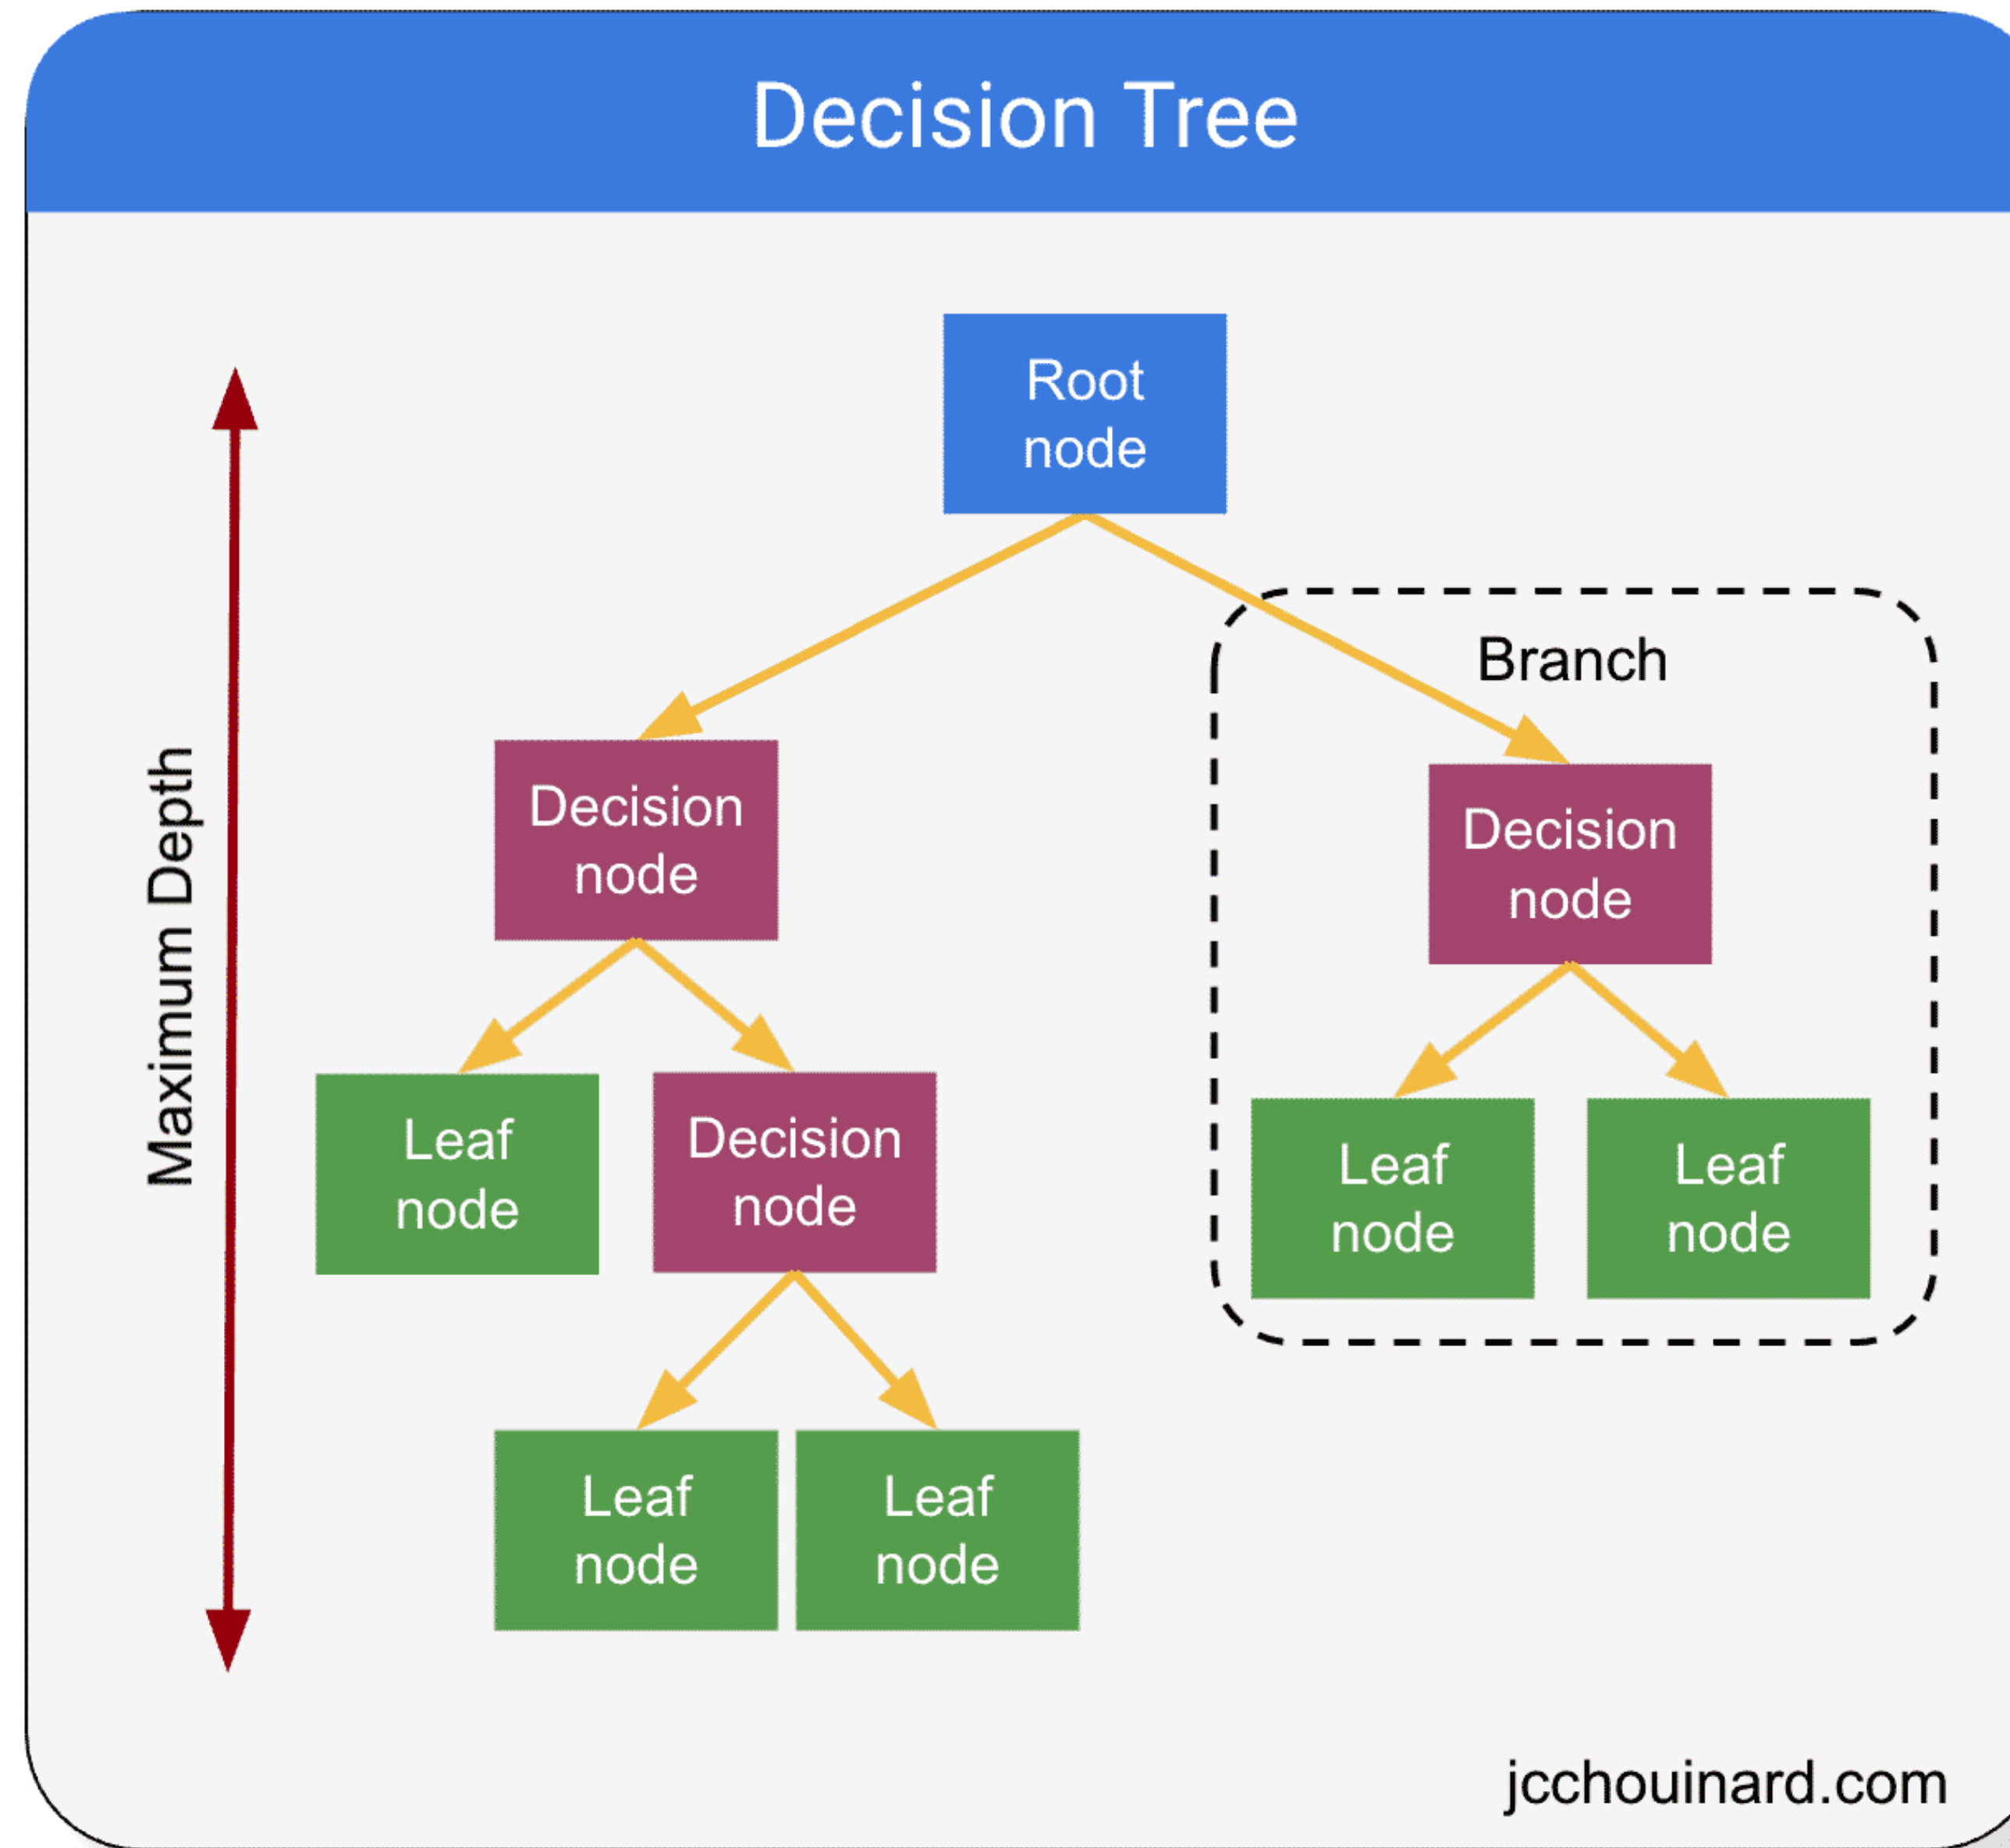 Decision Tree
Root
node
Branch
Maximum Depth
Decision
node
Decision
node
Leaf
node
Decision
node
Leaf
node
Leaf
node
Leaf
node
Leaf
node
jcchouinard.com